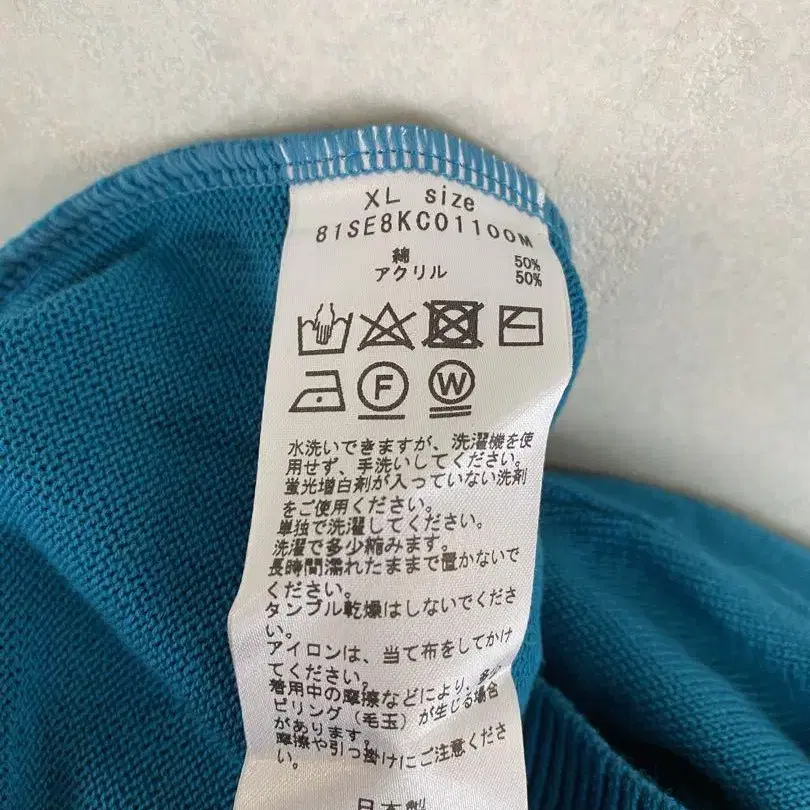 XL size
81SE8KC01100M
綿 50%
アクリル 50%
F W
水洗いできますが、洗濯機を使
用せず、手洗いしてください。
蛍光増白剤が入っていない洗剤
をご使用ください。
単独で洗濯してください。
洗濯で多少縮みます。
長時間濡れたままで置かないで
ください。
タンブル乾燥はしないでくださ
い。
アイロンは、当て布をしてかけ
てください。
着用中の摩擦などにより、多少
ピリング(毛玉)が生じる場合
があります。
摩擦や引っ掛けにご注意くださ
い。
日本製